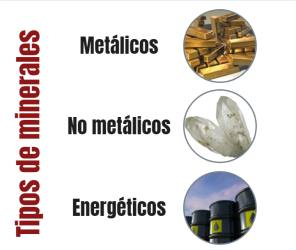 Tipos de minerales
Metálicos
No metálicos
Energéticos